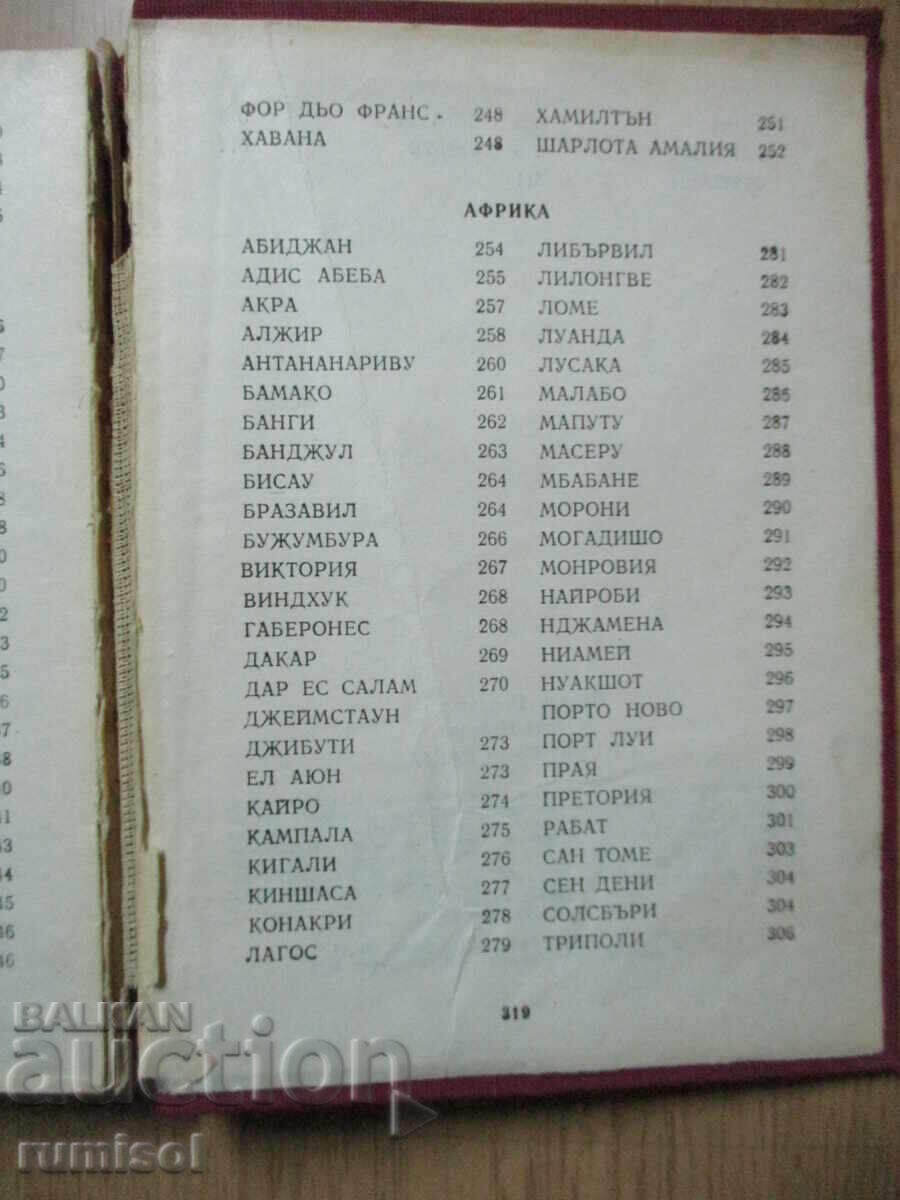 ФОР ДЬО ФРАНС . 248 ХАМИЛТЪН 251
ХАВАНА 248 ШАРЛОТА АМАЛИЯ 252
АФРИКА
АБИДЖАН 254 ЛИБЪРВИЛ 281
АДИС АБЕБА 255 ЛИЛОНГВЕ 282
АКРА 257 ЛОМЕ 283
АЛЖИР 258 ЛУАНДА 284
АНТАНАНАРИВУ 260 ЛУСАКА 285
БАМАКО 261 МАЛАБО 286
БАНГИ 262 МАПУТУ 287
БАНДЖУЛ 263 МАСЕРУ 288
БИСАУ 264 МБАБАНЕ 289
БРАЗАВИЛ 264 МОРОНИ 290
БУЖУМБУРА 266 МОГАДИШО 291
ВИКТОРИЯ 267 МОНРОВИЯ 292
ВИНДХУК 268 НАЙРОБИ 293
ГАБЕРОНЕС 268 НДЖАМЕНА 294
ДАКАР 269 НИАМЕЙ 295
ДАР ЕС САЛАМ 270 НУАКШОТ 296
ДЖЕЙМСТАУН ПОРТО НОВО 297
ДЖИБУТИ 273 ПОРТ ЛУИ 298
ЕЛ АЮН 273 ПРАЯ 299
КАЙРО 274 ПРЕТОРИЯ 300
КАМПАЛА 275 РАБАТ 301
КИГАЛИ 276 САН ТОМЕ 303
КИНШАСА 277 СЕН ДЕНИ 304
КОНАКРИ 278 СОЛСБЪРИ 304
ЛАГОС 279 ТРИПОЛИ 306
319
BALKAN
auction
rumisol